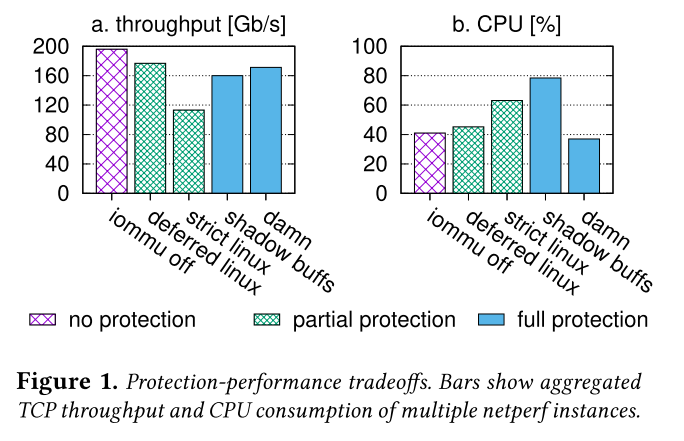 a. throughput [Gb/s]
200
160
120
80
40
0
iommu off
deferred linux
strict linux
shadow buffs
damn
b. CPU [%]
100
80
60
40
20
0
iommu off
deferred linux
strict linux
shadow buffs
damn
no protection
partial protection
full protection
Figure 1. Protection-performance tradeoffs. Bars show aggregated
TCP throughput and CPU consumption of multiple netperf instances.